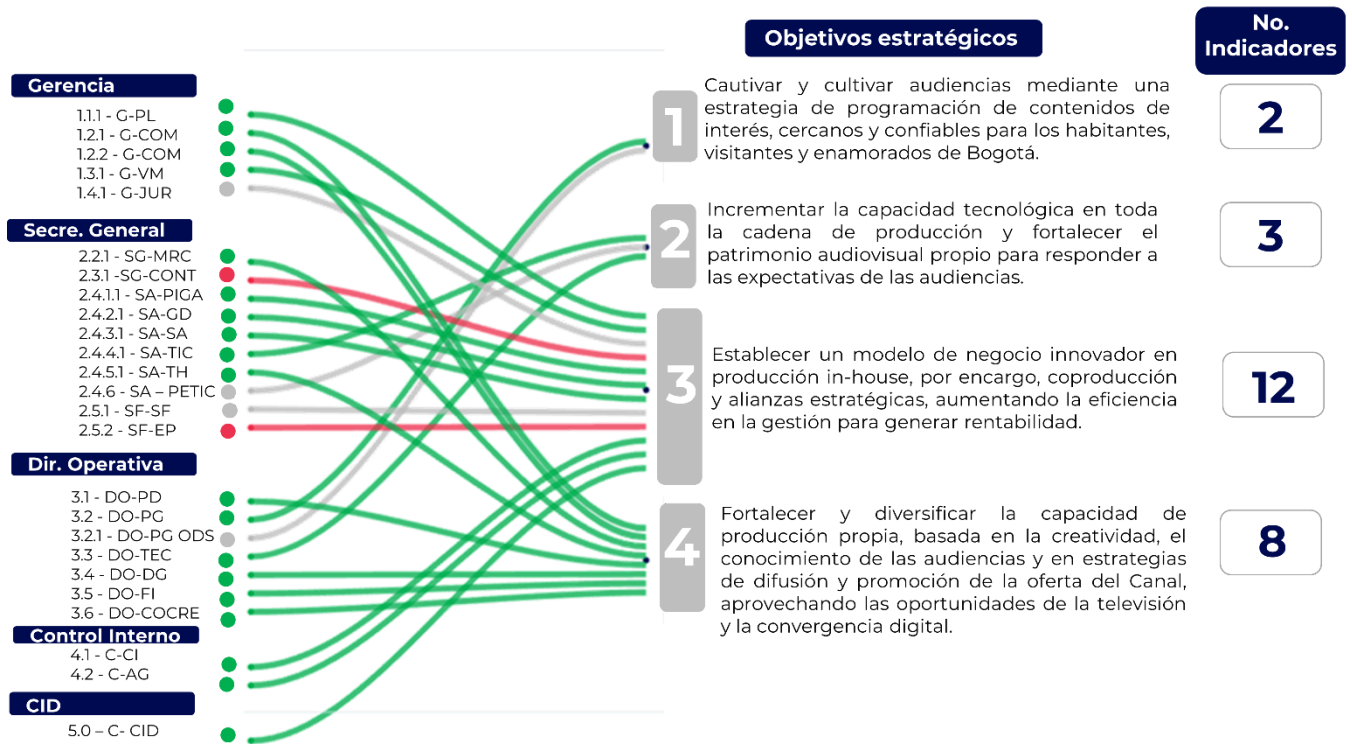 Objetivos estratégicos
No.
Indicadores
Gerencia
1.1.1 - G-PL
1.2.1 - G-COM
1.2.2 - G-COM
1.3.1 - G-VM
1.4.1 - G-JUR
Secre. General
2.2.1 - SG-MRC
2.3.1 -SG-CONT
2.4.1.1 - SA-PIGA
2.4.2.1 - SA-GD
2.4.3.1 - SA-SA
2.4.4.1 - SA-TIC
2.4.5.1 - SA-TH
2.4.6 - SA – PETIC
2.5.1 - SF-SF
2.5.2 - SF-EP
Dir. Operativa
3.1 - DO-PD
3.2 - DO-PG
3.2.1 - DO-PG ODS
3.3 - DO-TEC
3.4 - DO-DG
3.5 - DO-FI
3.6 - DO-COCRE
Control Interno
4.1 - C-CI
4.2 - C-AG
CID
5.0 – C- CID
1
Cautivar y cultivar audiencias mediante una
estrategia de programación de contenidos de
interés, cercanos y confiables para los habitantes,
visitantes y enamorados de Bogotá.
2
2
Incrementar la capacidad tecnológica en toda
la cadena de producción y fortalecer el
patrimonio audiovisual propio para responder a
las expectativas de las audiencias.
3
3
Establecer un modelo de negocio innovador en
producción in-house, por encargo, coproducción
y alianzas estratégicas, aumentando la eficiencia
en la gestión para generar rentabilidad.
12
4
Fortalecer y diversificar la capacidad de
producción propia, basada en la creatividad, el
conocimiento de las audiencias y en estrategias
de difusión y promoción de la oferta del Canal,
aprovechando las oportunidades de la televisión
y la convergencia digital.
8